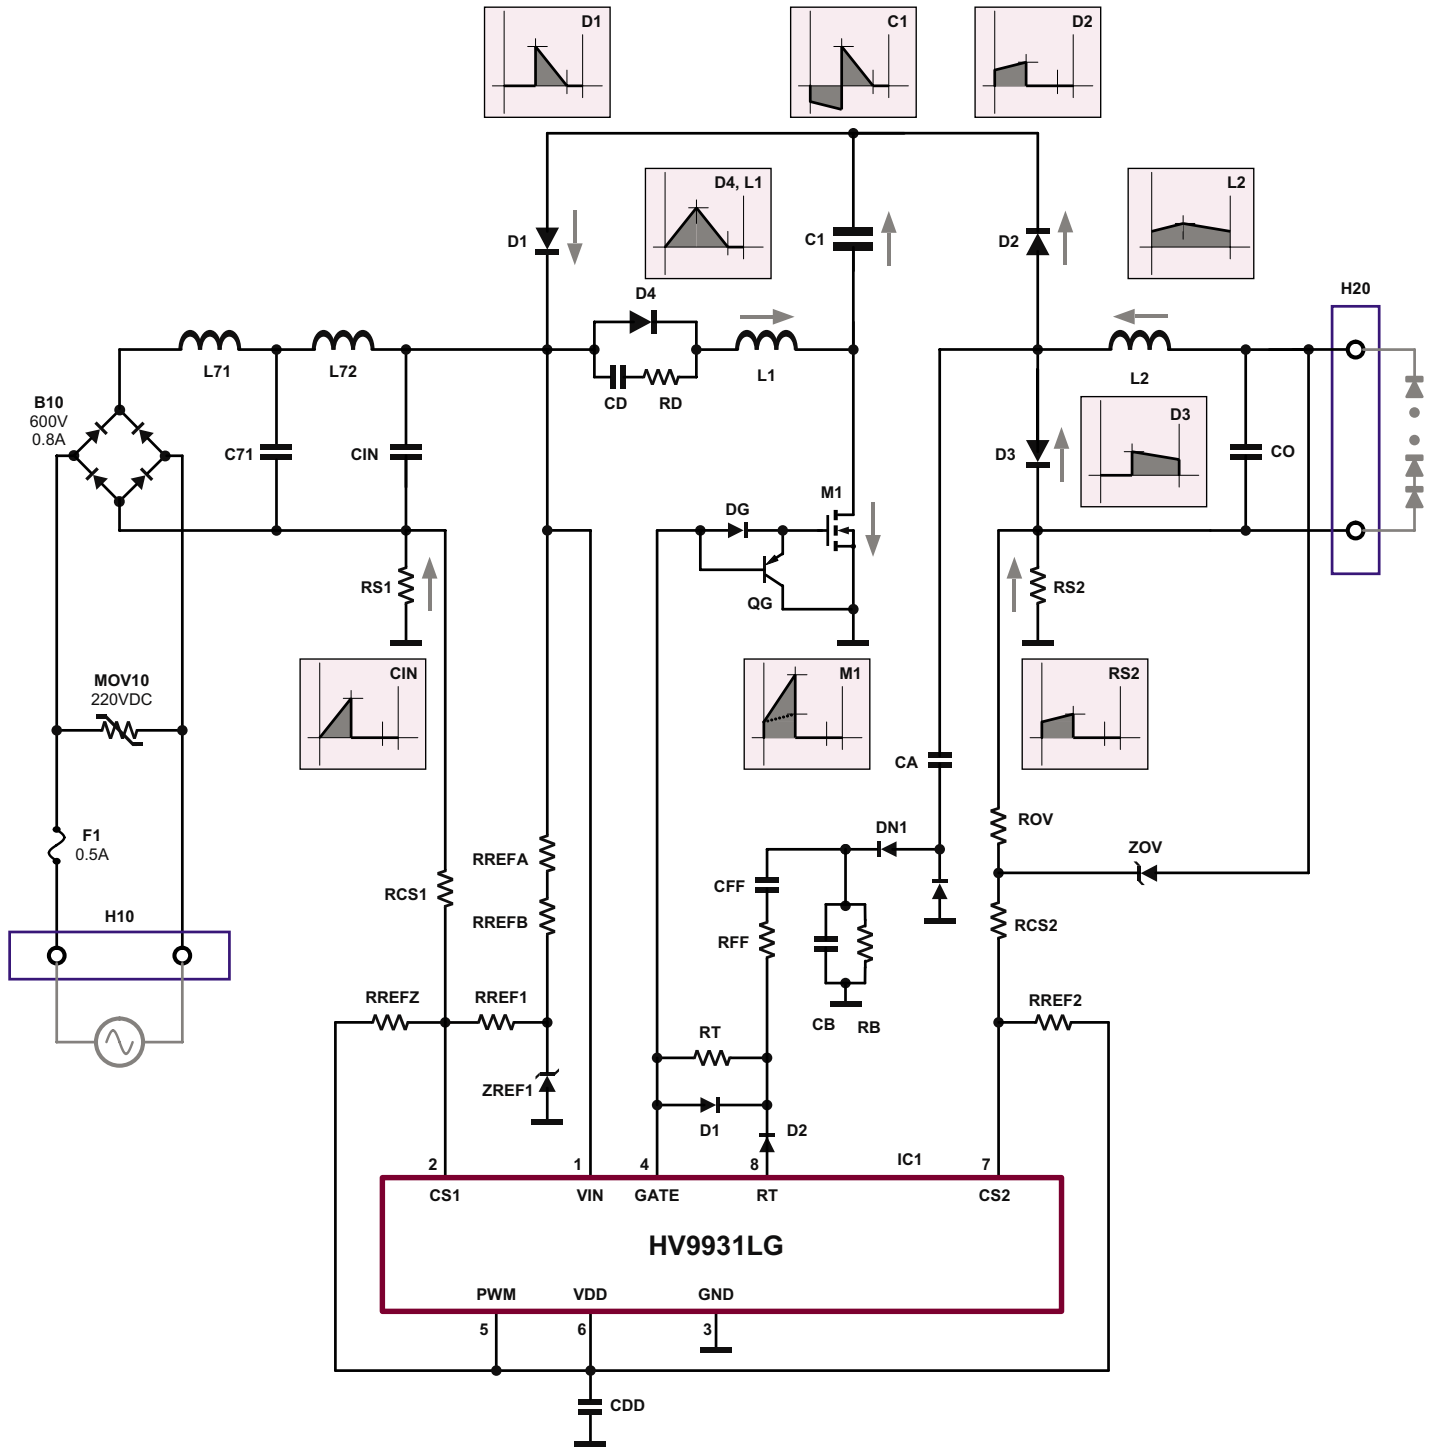 D1
C1
D2
D4, L1
L2
D1
C1
D2
D4
H20
L71
L72
CD
RD
L1
L2
B10
600V
0.8A
C71
CIN
D3
D3
CO
DG
M1
RS1
QG
RS2
MOV10
220VDC
CIN
M1
RS2
CA
F1
0.5A
RREFA
DN1
ROV
ZOV
RCS1
CFF
H10
RREFB
RFF
RCS2
RREFZ
RREF1
CB
RB
RREF2
RT
ZREF1
D1
D2
2
1
4
8
IC1
7
CS1
VIN
GATE
RT
CS2
HV9931LG
PWM
VDD
GND
5
6
3
CDD